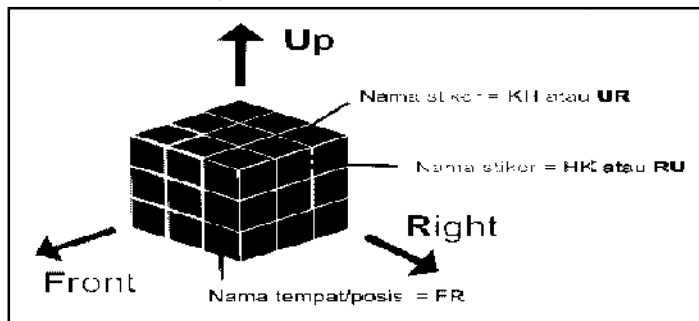 Up
Nama stiker = KH atau UR
Nama stiker = HK atau RU
Right
Front
Nama tempat/posisi = FR